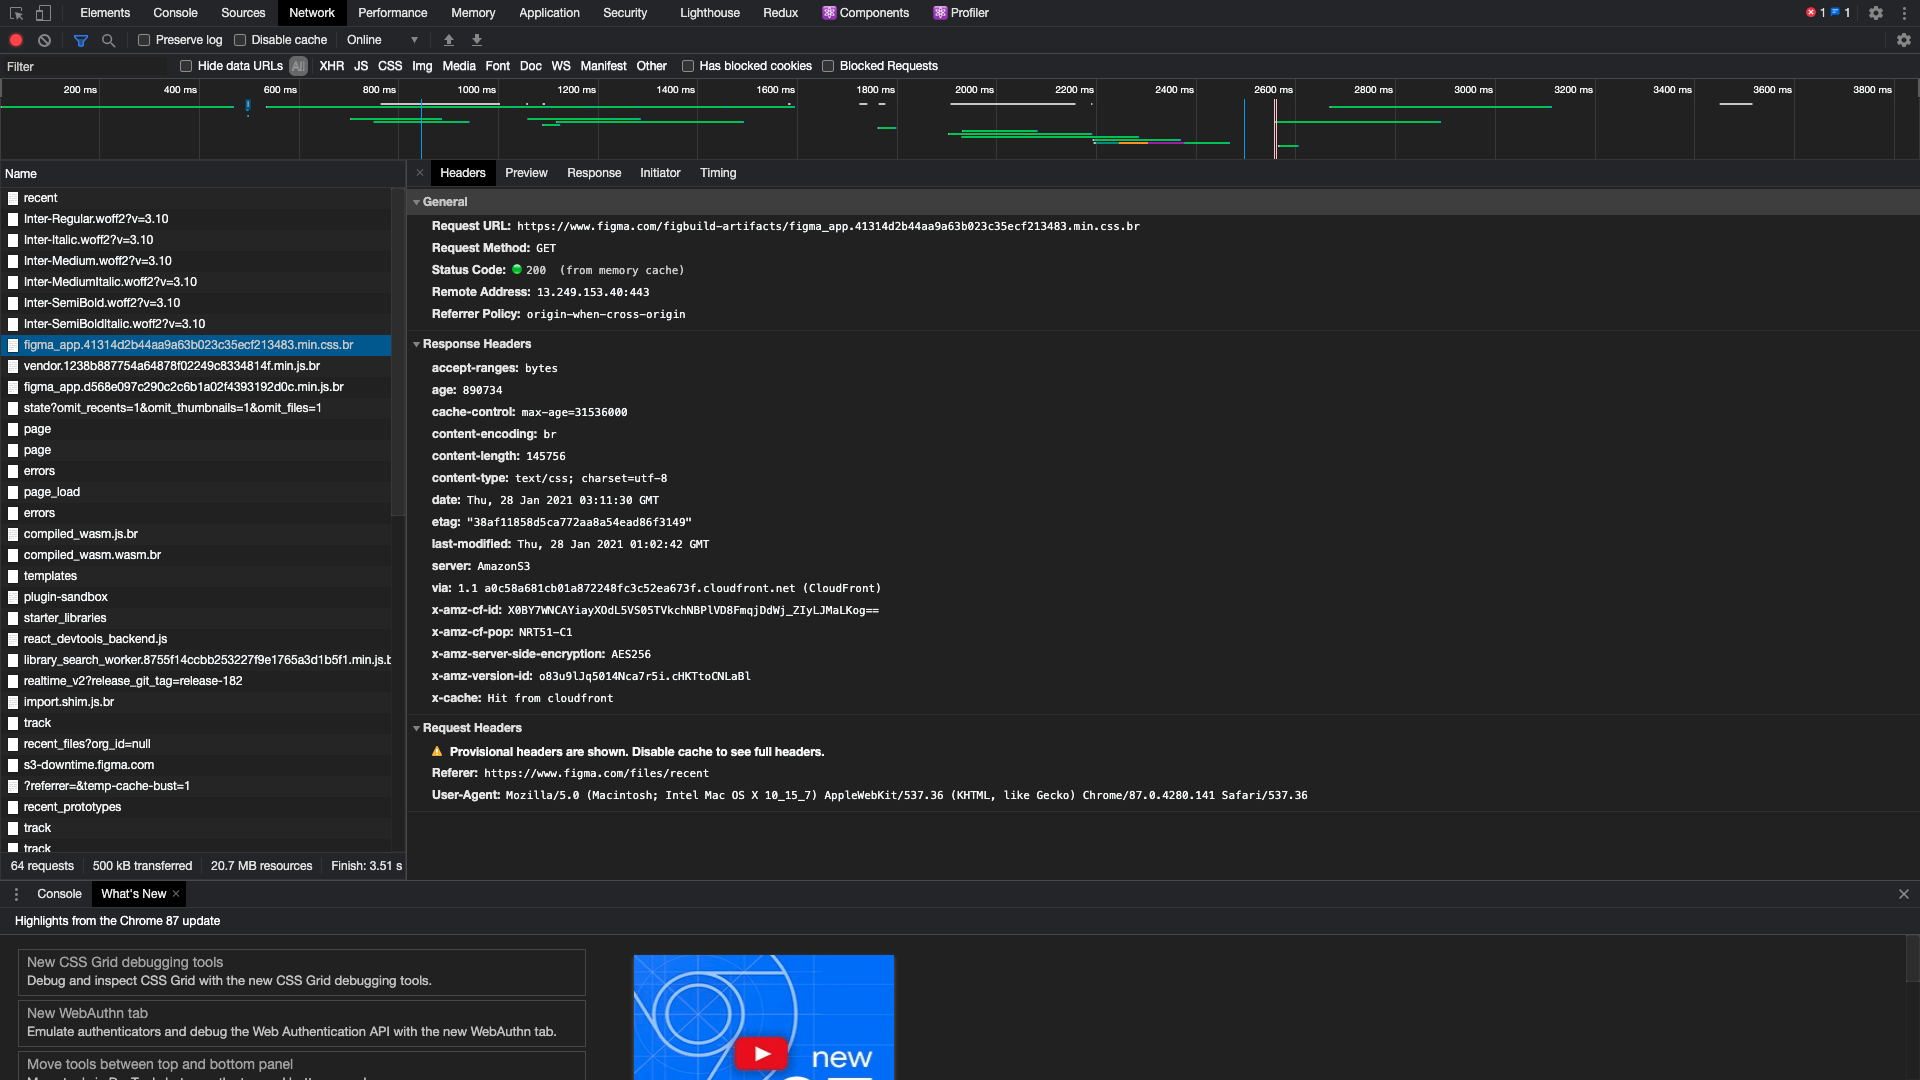 Elements Console Sources Network Performance Memory Application Security Lighthouse Redux Components Profiler 1 1
Preserve log Disable cache Online
Filter Hide data URLs All XHR JS CSS Img Media Font Doc WS Manifest Other Has blocked cookies Blocked Requests
200 ms 400 ms 600 ms 800 ms 1000 ms 1200 ms 1400 ms 1600 ms 1800 ms 2000 ms 2200 ms 2400 ms 2600 ms 2800 ms 3000 ms 3200 ms 3400 ms 3600 ms 3800 ms
Name
recent
Inter-Regular.woff2?v=3.10
Inter-Italic.woff2?v=3.10
Inter-Medium.woff2?v=3.10
Inter-MediumItalic.woff2?v=3.10
Inter-SemiBold.woff2?v=3.10
Inter-SemiBoldItalic.woff2?v=3.10
figma_app.41314d2b44aa9a63b023c35ecf213483.min.css.br
vendor.1238b887754a64878f02249c8334814f.min.js.br
figma_app.d568e097c290c2c6b1a02f4393192d0c.min.js.br
state?omit_recents=1&omit_thumbnails=1&omit_files=1
page
page
errors
page_load
errors
compiled_wasm.js.br
compiled_wasm.wasm.br
templates
plugin-sandbox
starter_libraries
react_devtools_backend.js
library_search_worker.8755f14ccbb253227f9e1765a3d1b5f1.min.js.b
realtime_v2?release_git_tag=release-182
import.shim.js.br
track
recent_files?org_id=null
s3-downtime.figma.com
?referrer=&temp-cache-bust=1
recent_prototypes
track
track
64 requests 500 kB transferred 20.7 MB resources Finish: 3.51 s
Headers Preview Response Initiator Timing
General
Request URL: https://www.figma.com/figbuild-artifacts/figma_app.41314d2b44aa9a63b023c35ecf213483.min.css.br
Request Method: GET
Status Code: 200 (from memory cache)
Remote Address: 13.249.153.40:443
Referrer Policy: origin-when-cross-origin
Response Headers
accept-ranges: bytes
age: 890734
cache-control: max-age=31536000
content-encoding: br
content-length: 145756
content-type: text/css; charset=utf-8
date: Thu, 28 Jan 2021 03:11:30 GMT
etag: "38af11858d5ca772aa8a54ead86f3149"
last-modified: Thu, 28 Jan 2021 01:02:42 GMT
server: AmazonS3
via: 1.1 a0c58a681cb01a872248fc3c52ea673f.cloudfront.net (CloudFront)
x-amz-cf-id: X0BY7WNCAYiayXOdL5VS05TVkchNBPlVD8FmqjDdWj_ZIyLJMaLKog==
x-amz-cf-pop: NRT51-C1
x-amz-server-side-encryption: AES256
x-amz-version-id: o83u9lJq5014Nca7r5i.cHKTtoCNLaBl
x-cache: Hit from cloudfront
Request Headers
Provisional headers are shown. Disable cache to see full headers.
Referer: https://www.figma.com/files/recent
User-Agent: Mozilla/5.0 (Macintosh; Intel Mac OS X 10_15_7) AppleWebKit/537.36 (KHTML, like Gecko) Chrome/87.0.4280.141 Safari/537.36
Console What's New
Highlights from the Chrome 87 update
New CSS Grid debugging tools
Debug and inspect CSS Grid with the new CSS Grid debugging tools.
New WebAuthn tab
Emulate authenticators and debug the Web Authentication API with the new WebAuthn tab.
Move tools between top and bottom panel
new